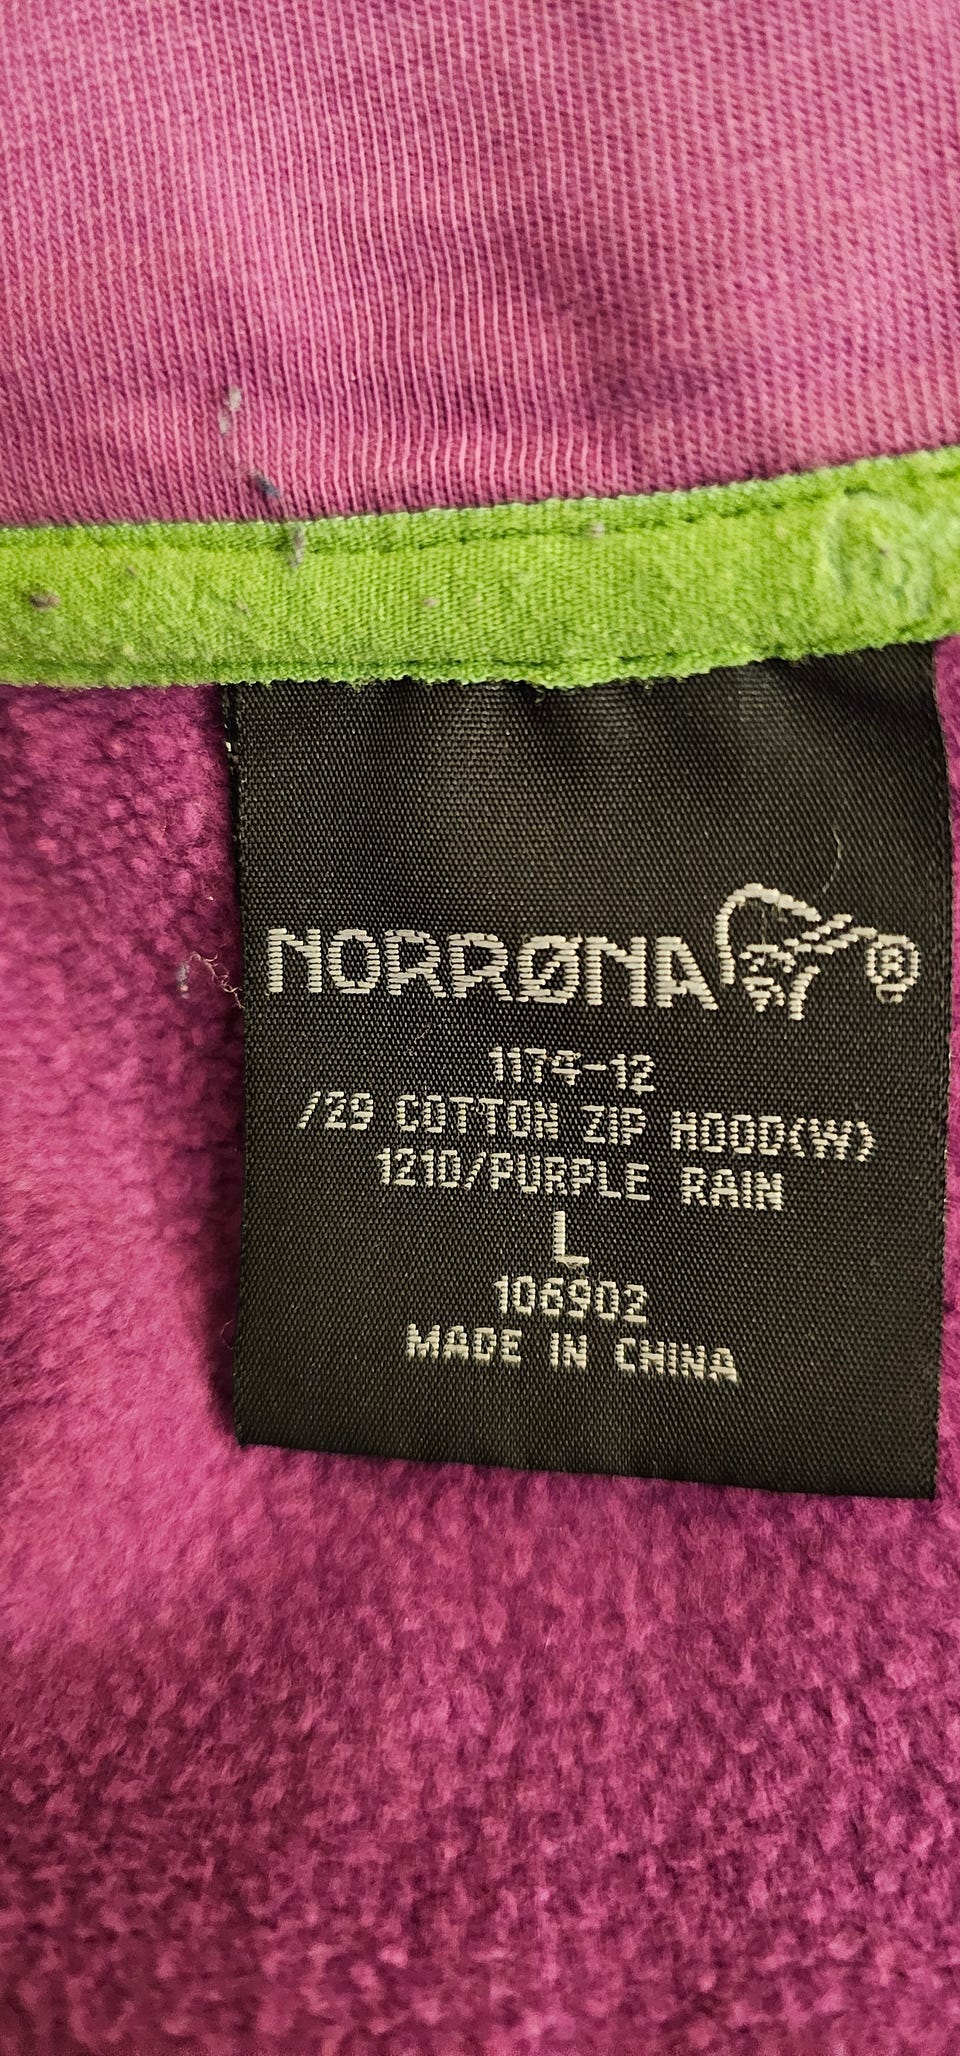 NORRØNA ®
1174-12
/29 COTTON ZIP HOOD(W)
1210/PURPLE RAIN
L
106902
MADE IN CHINA